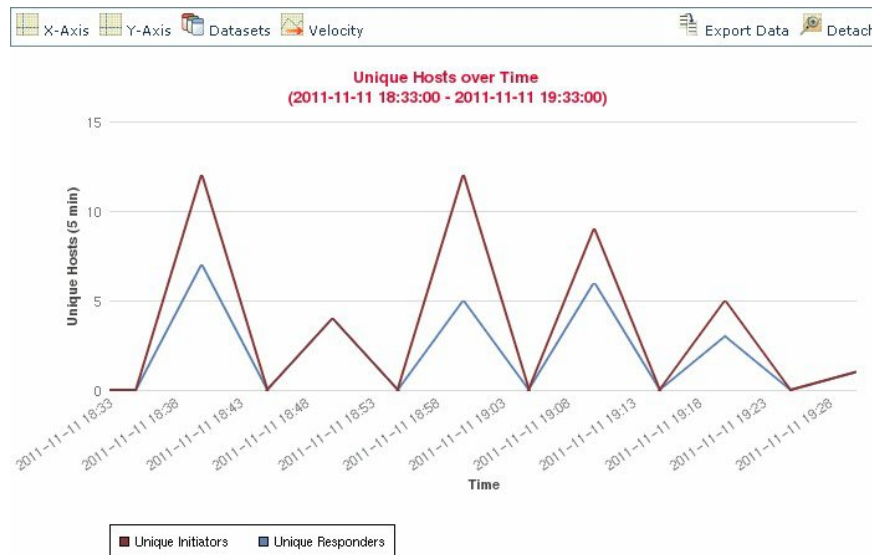 X-Axis Y-Axis Datasets Velocity Export Data Detach
Unique Hosts over Time
(2011-11-11 18:33:00 - 2011-11-11 19:33:00)
15
10
5
0
Unique Hosts (5 min)
2011-11-11 18:33
2011-11-11 18:38
2011-11-11 18:43
2011-11-11 18:48
2011-11-11 18:53
2011-11-11 18:58
2011-11-11 19:03
2011-11-11 19:08
2011-11-11 19:13
2011-11-11 19:18
2011-11-11 19:23
2011-11-11 19:28
Time
Unique Initiators Unique Responders